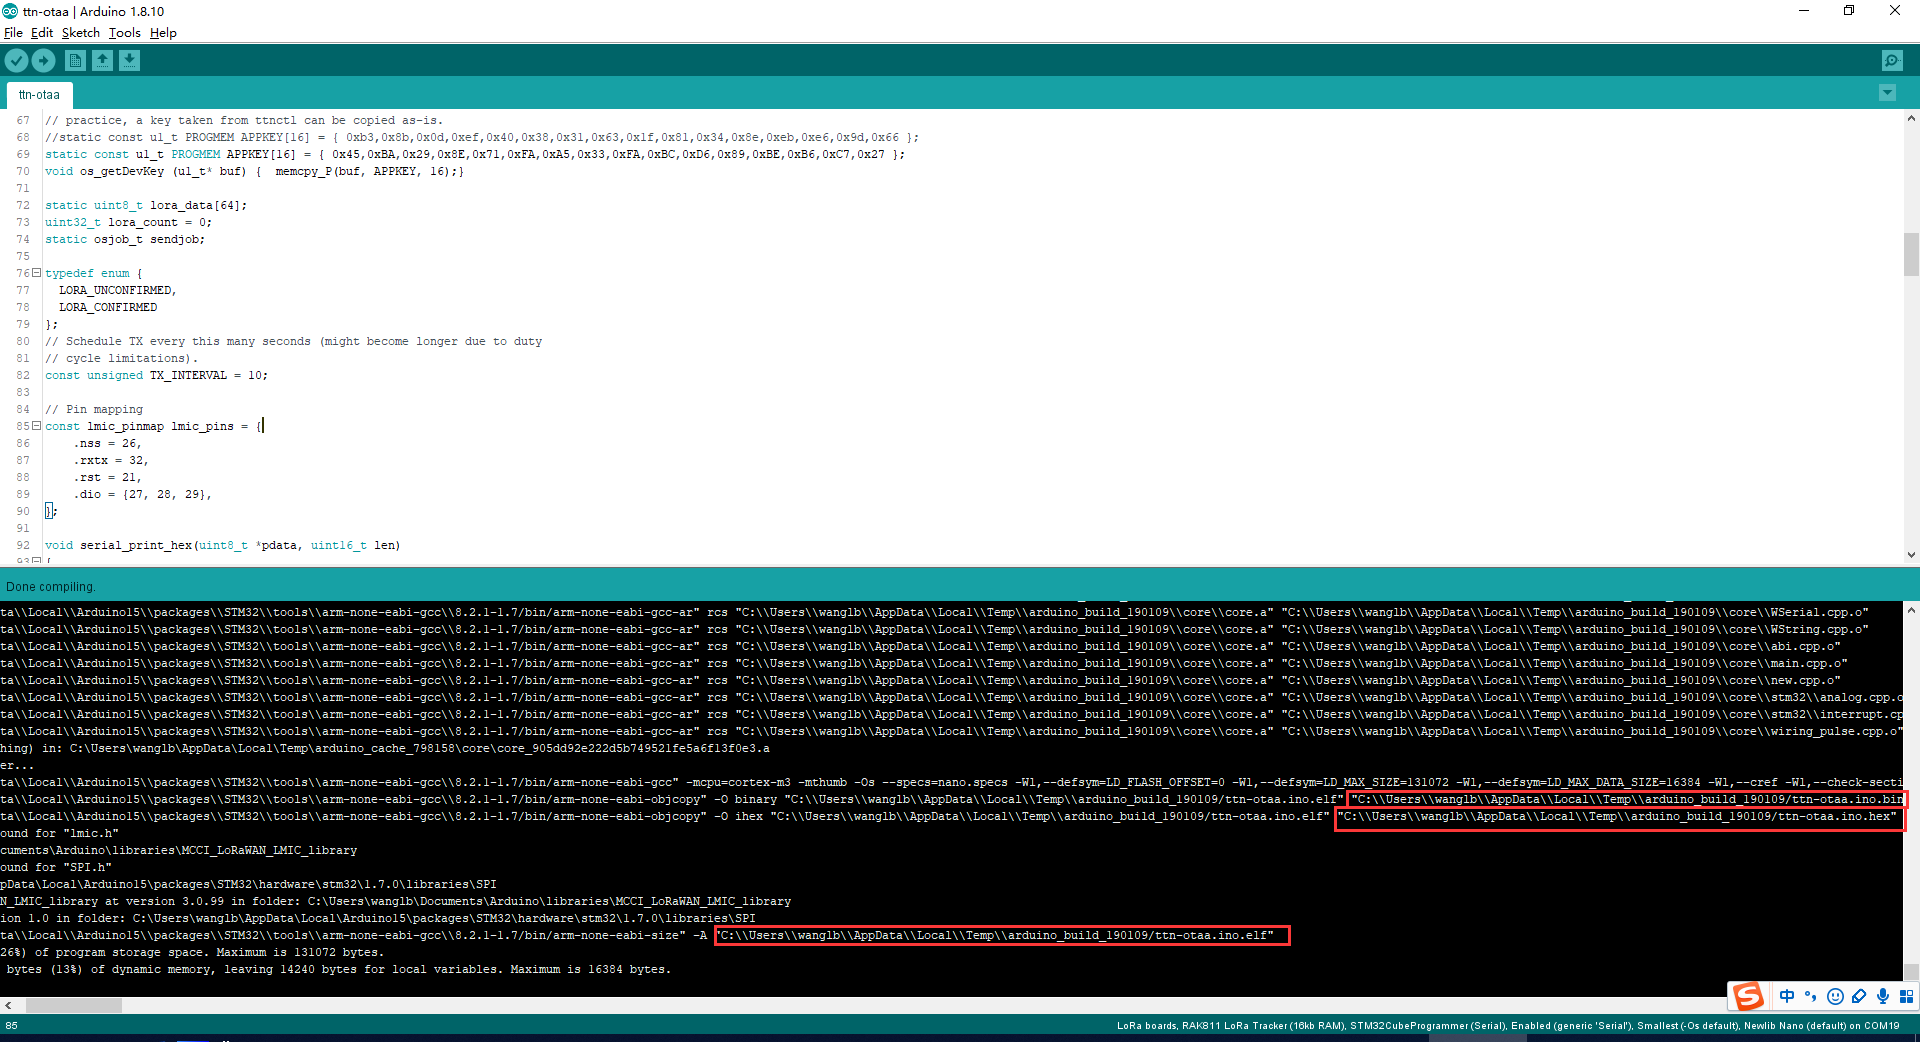 ttn-otaa | Arduino 1.8.10
File Edit Sketch Tools Help
ttn-otaa
67 // practice, a key taken from ttnctl can be copied as-is.
68 //static const u1_t PROGMEM APPKEY[16] = { 0xb3,0x8b,0x0d,0xef,0x40,0x38,0x31,0x63,0x1f,0x81,0x34,0x8e,0xeb,0xe6,0x9d,0x66 };
69 static const u1_t PROGMEM APPKEY[16] = { 0x45,0xBA,0x29,0x8E,0x71,0xFA,0xA5,0x33,0xFA,0xBC,0xD6,0x89,0xBE,0xB6,0xC7,0x27 };
70 void os_getDevKey (u1_t* buf) {  memcpy_P(buf, APPKEY, 16);}
71
72 static uint8_t lora_data[64];
73 uint32_t lora_count = 0;
74 static osjob_t sendjob;
75
76 typedef enum {
77 LORA_UNCONFIRMED,
78 LORA_CONFIRMED
79 };
80 // Schedule TX every this many seconds (might become longer due to duty
81 // cycle limitations).
82 const unsigned TX_INTERVAL = 10;
83
84 // Pin mapping
85 const lmic_pinmap lmic_pins = {
86 .nss = 26,
87 .rxtx = 32,
88 .rst = 21,
89 .dio = {27, 28, 29},
90 };
91
92 void serial_print_hex(uint8_t *pdata, uint16_t len)
93 {
Done compiling.
ta\\Local\\Arduino15\\packages\\STM32\\tools\\arm-none-eabi-gcc\\8.2.1-1.7/bin/arm-none-eabi-gcc-ar" rcs "C:\\Users\\wanglb\\AppData\\Local\\Temp\\arduino_build_190109\\core\\core.a" "C:\\Users\\wanglb\\AppData\\Local\\Temp\\arduino_build_190109\\core\\WSerial.cpp.o"
ta\\Local\\Arduino15\\packages\\STM32\\tools\\arm-none-eabi-gcc\\8.2.1-1.7/bin/arm-none-eabi-gcc-ar" rcs "C:\\Users\\wanglb\\AppData\\Local\\Temp\\arduino_build_190109\\core\\core.a" "C:\\Users\\wanglb\\AppData\\Local\\Temp\\arduino_build_190109\\core\\WString.cpp.o"
ta\\Local\\Arduino15\\packages\\STM32\\tools\\arm-none-eabi-gcc\\8.2.1-1.7/bin/arm-none-eabi-gcc-ar" rcs "C:\\Users\\wanglb\\AppData\\Local\\Temp\\arduino_build_190109\\core\\core.a" "C:\\Users\\wanglb\\AppData\\Local\\Temp\\arduino_build_190109\\core\\abi.cpp.o"
ta\\Local\\Arduino15\\packages\\STM32\\tools\\arm-none-eabi-gcc\\8.2.1-1.7/bin/arm-none-eabi-gcc-ar" rcs "C:\\Users\\wanglb\\AppData\\Local\\Temp\\arduino_build_190109\\core\\core.a" "C:\\Users\\wanglb\\AppData\\Local\\Temp\\arduino_build_190109\\core\\main.cpp.o"
ta\\Local\\Arduino15\\packages\\STM32\\tools\\arm-none-eabi-gcc\\8.2.1-1.7/bin/arm-none-eabi-gcc-ar" rcs "C:\\Users\\wanglb\\AppData\\Local\\Temp\\arduino_build_190109\\core\\core.a" "C:\\Users\\wanglb\\AppData\\Local\\Temp\\arduino_build_190109\\core\\new.cpp.o"
ta\\Local\\Arduino15\\packages\\STM32\\tools\\arm-none-eabi-gcc\\8.2.1-1.7/bin/arm-none-eabi-gcc-ar" rcs "C:\\Users\\wanglb\\AppData\\Local\\Temp\\arduino_build_190109\\core\\core.a" "C:\\Users\\wanglb\\AppData\\Local\\Temp\\arduino_build_190109\\core\\stm32\\analog.cpp.o
ta\\Local\\Arduino15\\packages\\STM32\\tools\\arm-none-eabi-gcc\\8.2.1-1.7/bin/arm-none-eabi-gcc-ar" rcs "C:\\Users\\wanglb\\AppData\\Local\\Temp\\arduino_build_190109\\core\\core.a" "C:\\Users\\wanglb\\AppData\\Local\\Temp\\arduino_build_190109\\core\\stm32\\interrupt.cp
ta\\Local\\Arduino15\\packages\\STM32\\tools\\arm-none-eabi-gcc\\8.2.1-1.7/bin/arm-none-eabi-gcc-ar" rcs "C:\\Users\\wanglb\\AppData\\Local\\Temp\\arduino_build_190109\\core\\core.a" "C:\\Users\\wanglb\\AppData\\Local\\Temp\\arduino_build_190109\\core\\wiring_pulse.cpp.o"
hing) in: C:\Users\wanglb\AppData\Local\Temp\arduino_cache_798158\core\core_905dd92e222d5b749521fe5a6f13f0e3.a
er...
ta\\Local\\Arduino15\\packages\\STM32\\tools\\arm-none-eabi-gcc\\8.2.1-1.7/bin/arm-none-eabi-gcc" -mcpu=cortex-m3 -mthumb -Os --specs=nano.specs -Wl,--defsym=LD_FLASH_OFFSET=0 -Wl,--defsym=LD_MAX_SIZE=131072 -Wl,--defsym=LD_MAX_DATA_SIZE=16384 -Wl,--cref -Wl,--check-secti
ta\\Local\\Arduino15\\packages\\STM32\\tools\\arm-none-eabi-gcc\\8.2.1-1.7/bin/arm-none-eabi-objcopy" -O binary "C:\\Users\\wanglb\\AppData\\Local\\Temp\\arduino_build_190109/ttn-otaa.ino.elf" "C:\\Users\\wanglb\\AppData\\Local\\Temp\\arduino_build_190109/ttn-otaa.ino.bin
ta\\Local\\Arduino15\\packages\\STM32\\tools\\arm-none-eabi-gcc\\8.2.1-1.7/bin/arm-none-eabi-objcopy" -O ihex "C:\\Users\\wanglb\\AppData\\Local\\Temp\\arduino_build_190109/ttn-otaa.ino.elf" "C:\\Users\\wanglb\\AppData\\Local\\Temp\\arduino_build_190109/ttn-otaa.ino.hex"
ound for "lmic.h"
cuments\Arduino\libraries\MCCI_LoRaWAN_LMIC_library
ound for "SPI.h"
pData\Local\Arduino15\packages\STM32\hardware\stm32\1.7.0\libraries\SPI
N_LMIC_library at version 3.0.99 in folder: C:\Users\wanglb\Documents\Arduino\libraries\MCCI_LoRaWAN_LMIC_library
ion 1.0 in folder: C:\Users\wanglb\AppData\Local\Arduino15\packages\STM32\hardware\stm32\1.7.0\libraries\SPI
ta\\Local\\Arduino15\\packages\\STM32\\tools\\arm-none-eabi-gcc\\8.2.1-1.7/bin/arm-none-eabi-size" -A "C:\\Users\\wanglb\\AppData\\Local\\Temp\\arduino_build_190109/ttn-otaa.ino.elf"
26%) of program storage space. Maximum is 131072 bytes.
bytes (13%) of dynamic memory, leaving 14240 bytes for local variables. Maximum is 16384 bytes.
S 中
85 LoRa boards, RAK811 LoRa Tracker (16kb RAM), STM32CubeProgrammer (Serial), Enabled (generic 'Serial'), Smallest (-Os default), Newlib Nano (default) on COM19